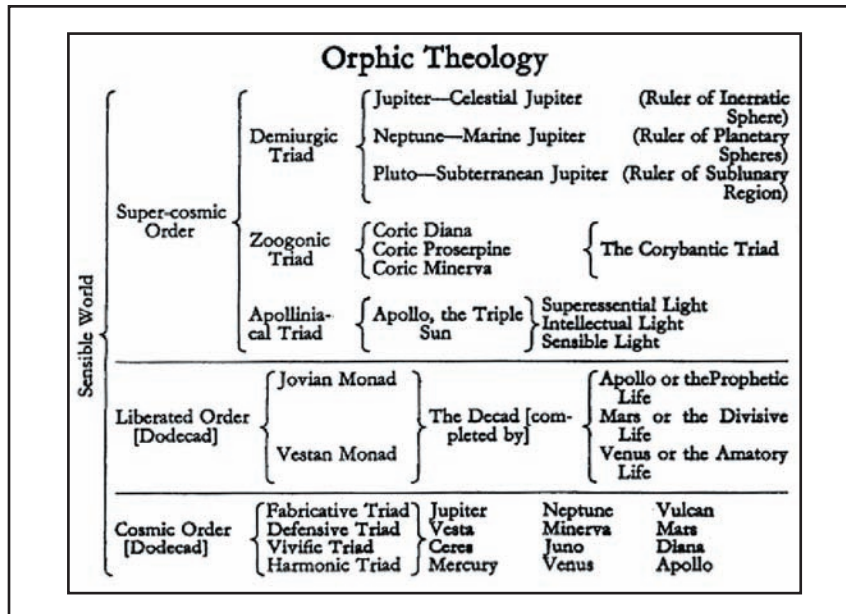 Orphic Theology
Sensible World
Super-cosmic
Order
Demiurgic
Triad
Jupiter—Celestial Jupiter (Ruler of Inerratic
Sphere)
Neptune—Marine Jupiter (Ruler of Planetary
Spheres)
Pluto—Subterranean Jupiter (Ruler of Sublunary
Region)
Zoogonic
Triad
Coric Diana
Coric Proserpine
Coric Minerva
The Corybantic Triad
Apollinia-
cal Triad
Apollo, the Triple
Sun
Superessential Light
Intellectual Light
Sensible Light
Liberated Order
[Dodecad]
Jovian Monad
Vestan Monad
The Decad [com-
pleted by]
Apollo or theProphetic
Life
Mars or the Divisive
Life
Venus or the Amatory
Life
Cosmic Order
[Dodecad]
Fabricative Triad
Defensive Triad
Vivific Triad
Harmonic Triad
Jupiter Neptune Vulcan
Vesta Minerva Mars
Ceres Juno Diana
Mercury Venus Apollo